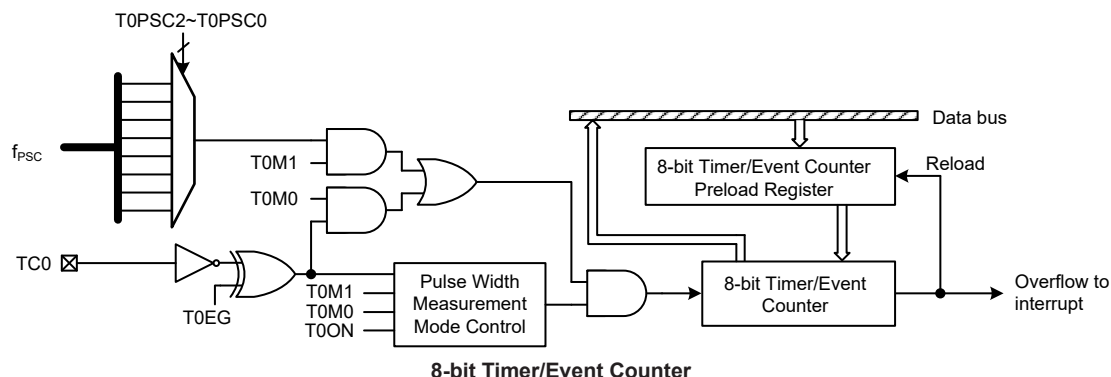 T0PSC2~T0PSC0
fPSC
T0M1
T0M0
TC0
T0EG
T0M1
T0M0
T0ON
Pulse Width
Measurement
Mode Control
Data bus
8-bit Timer/Event Counter
Preload Register
Reload
8-bit Timer/Event
Counter
Overflow to
interrupt
8-bit Timer/Event Counter